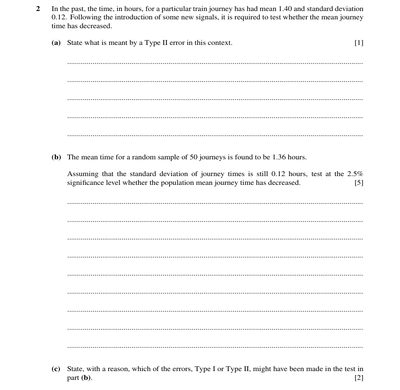 2 In the past, the time, in hours, for a particular train journey has had mean 1.40 and standard deviation
0.12. Following the introduction of some new signals, it is required to test whether the mean journey
time has decreased.
(a) State what is meant by a Type II error in this context. [1]
(b) The mean time for a random sample of 50 journeys is found to be 1.36 hours.
Assuming that the standard deviation of journey times is still 0.12 hours, test at the 2.5%
significance level whether the population mean journey time has decreased. [5]
(c) State, with a reason, which of the errors, Type I or Type II, might have been made in the test in
part (b). [2]